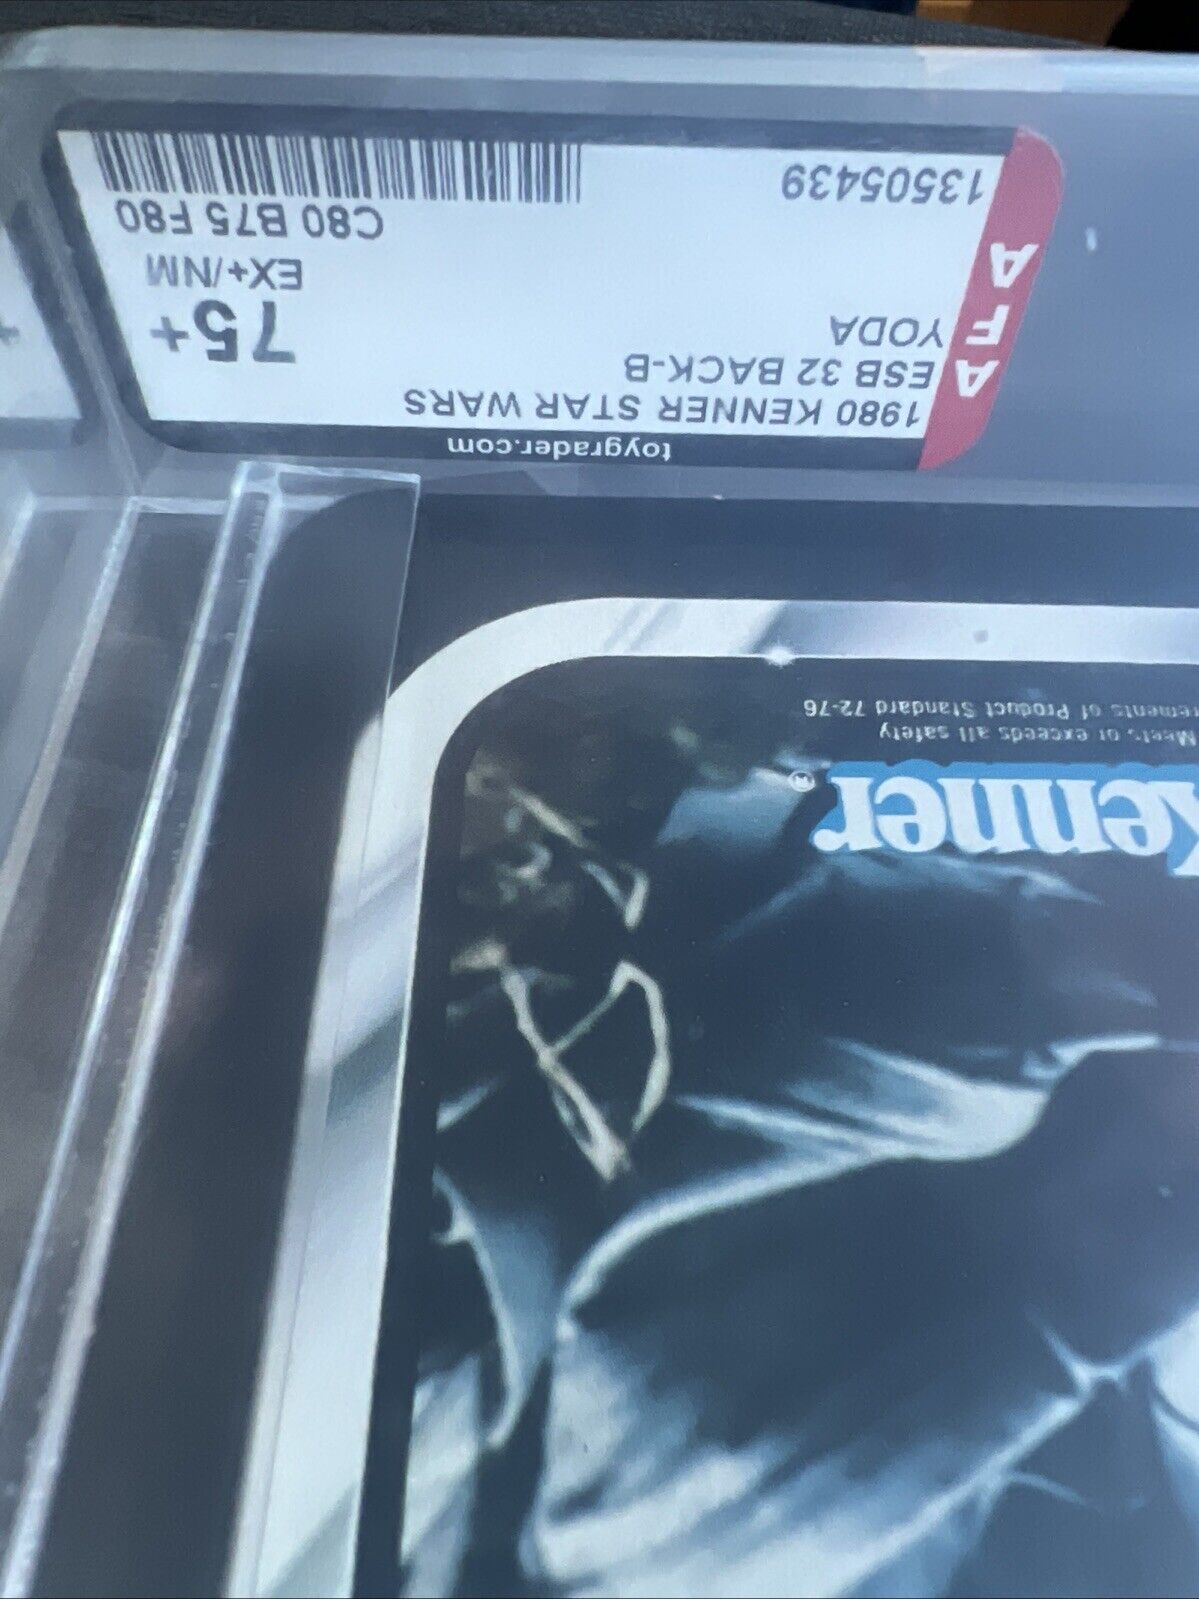 toygrader.com
1980 KENNER STAR WARS
ESB 32 BACK-B
YODA
AFA
75+
EX+/NM
C80 B75 F80
13505439
Kenner®
Meets or exceeds all safety
rements of Product Standard 72-76